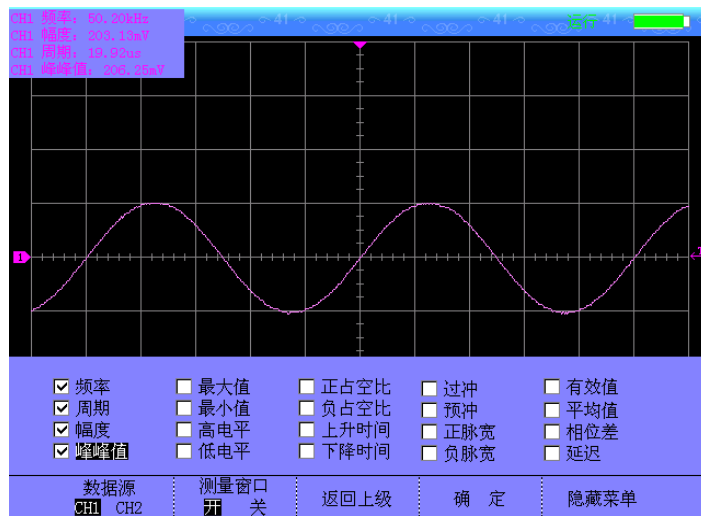 CH1 频率: 50.20kHz
CH1 幅度: 203.13mV
CH1 周期: 19.92us
CH1 峰峰值: 206.25mV
41 41 41 运行 41
1
频率 最大值 正占空比 过冲 有效值
周期 最小值 负占空比 预冲 平均值
幅度 高电平 上升时间 正脉宽 相位差
峰峰值 低电平 下降时间 负脉宽 延迟
数据源 测量窗口 返回上级 确 定 隐藏菜单
CH1 CH2 开 关